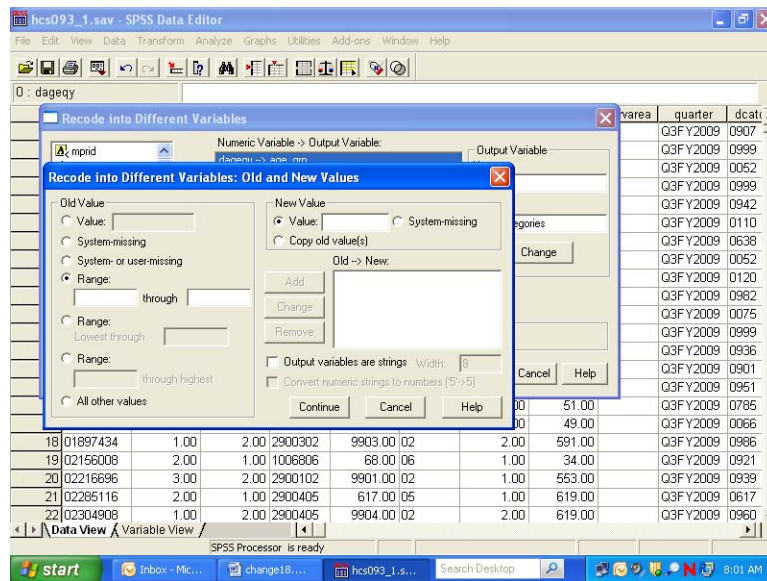 hcs093_1.sav - SPSS Data Editor
File Edit View Data Transform Analyze Graphs Utilities Add-ons Window Help
0 : dageqy
varea quarter dcat
Recode into Different Variables
mprid
Numeric Variable -> Output Variable:
Output Variable
Change
Cancel Help
Recode into Different Variables: Old and New Values
Old Value
Value:
System-missing
System- or user-missing
Range:
through
Range:
Lowest through
Range:
through highest
All other values
New Value
Value: System-missing
Copy old value(s)
Old --> New:
Add
Change
Remove
Output variables are strings Width: 8
Convert numeric strings to numbers ('5'->5)
Continue Cancel Help
Q3FY2009 0907
Q3FY2009 0999
Q3FY2009 0052
Q3FY2009 0999
Q3FY2009 0942
Q3FY2009 0110
Q3FY2009 0638
Q3FY2009 0052
Q3FY2009 0120
Q3FY2009 0982
Q3FY2009 0075
Q3FY2009 0999
Q3FY2009 0936
Q3FY2009 0901
Q3FY2009 0951
51.00 Q3FY2009 0785
49.00 Q3FY2009 0066
18 01897434 1.00 2.00 2900302 9903.00 02 2.00 591.00 Q3FY2009 0986
19 02156008 2.00 1.00 1006806 68.00 06 1.00 34.00 Q3FY2009 0921
20 02216696 3.00 2.00 2900102 9901.00 02 1.00 553.00 Q3FY2009 0939
21 02285116 2.00 1.00 2900405 617.00 05 1.00 619.00 Q3FY2009 0617
22 02304908 1.00 2.00 2900405 9904.00 02 2.00 619.00 Q3FY2009 0960
Data View Variable View
SPSS Processor is ready
start Inbox - Mic... change18.... hcs093_1.s... Search Desktop 8:01 AM